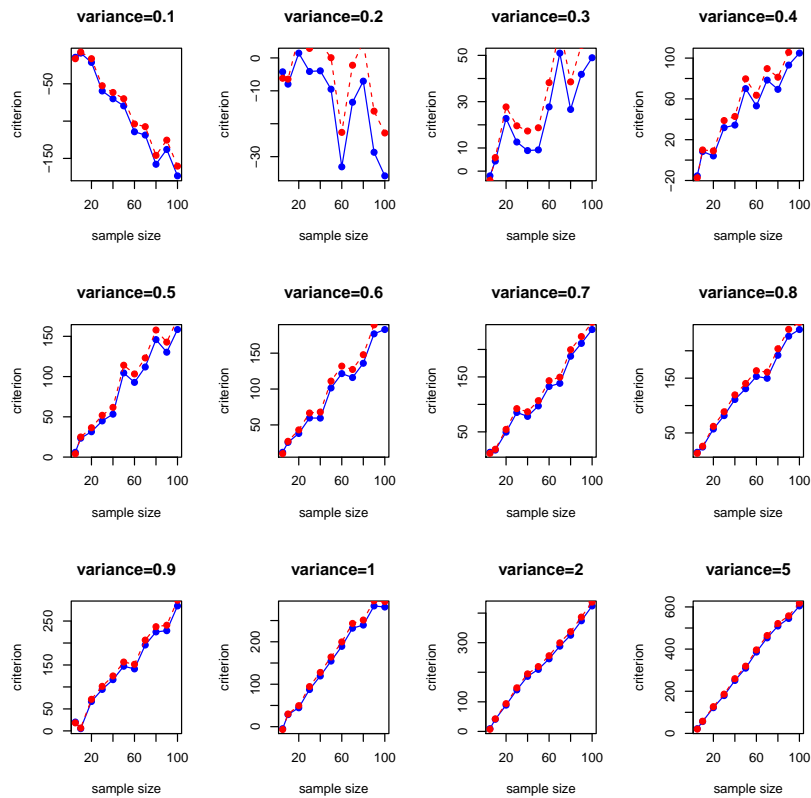 variance=0.1
criterion
−150
−50
20
60
100
sample size
variance=0.2
criterion
−30
−10
0
20
60
100
sample size
variance=0.3
criterion
0
10
30
50
20
60
100
sample size
variance=0.4
criterion
−20
20
60
100
20
60
100
sample size
variance=0.5
criterion
0
50
100
150
20
60
100
sample size
variance=0.6
criterion
50
100
150
20
60
100
sample size
variance=0.7
criterion
50
150
20
60
100
sample size
variance=0.8
criterion
50
150
20
60
100
sample size
variance=0.9
criterion
0
50
150
250
20
60
100
sample size
variance=1
criterion
0
100
200
20
60
100
sample size
variance=2
criterion
0
100
300
20
60
100
sample size
variance=5
criterion
0
200
400
600
20
60
100
sample size